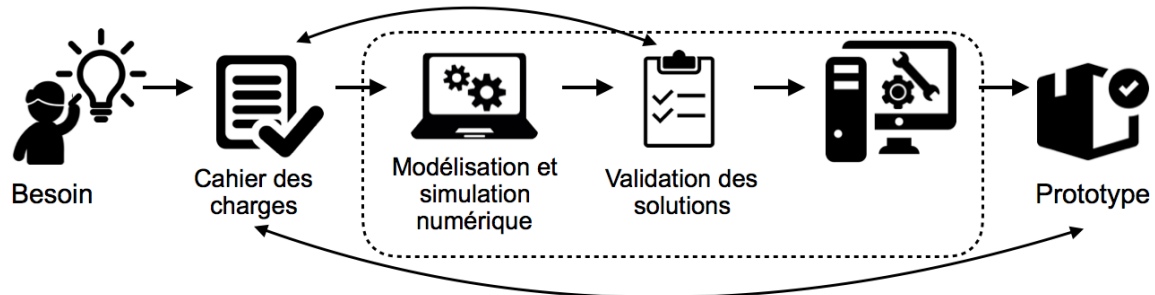 Besoin
Cahier des
charges
Modélisation et
simulation
numérique
Validation des
solutions
Prototype